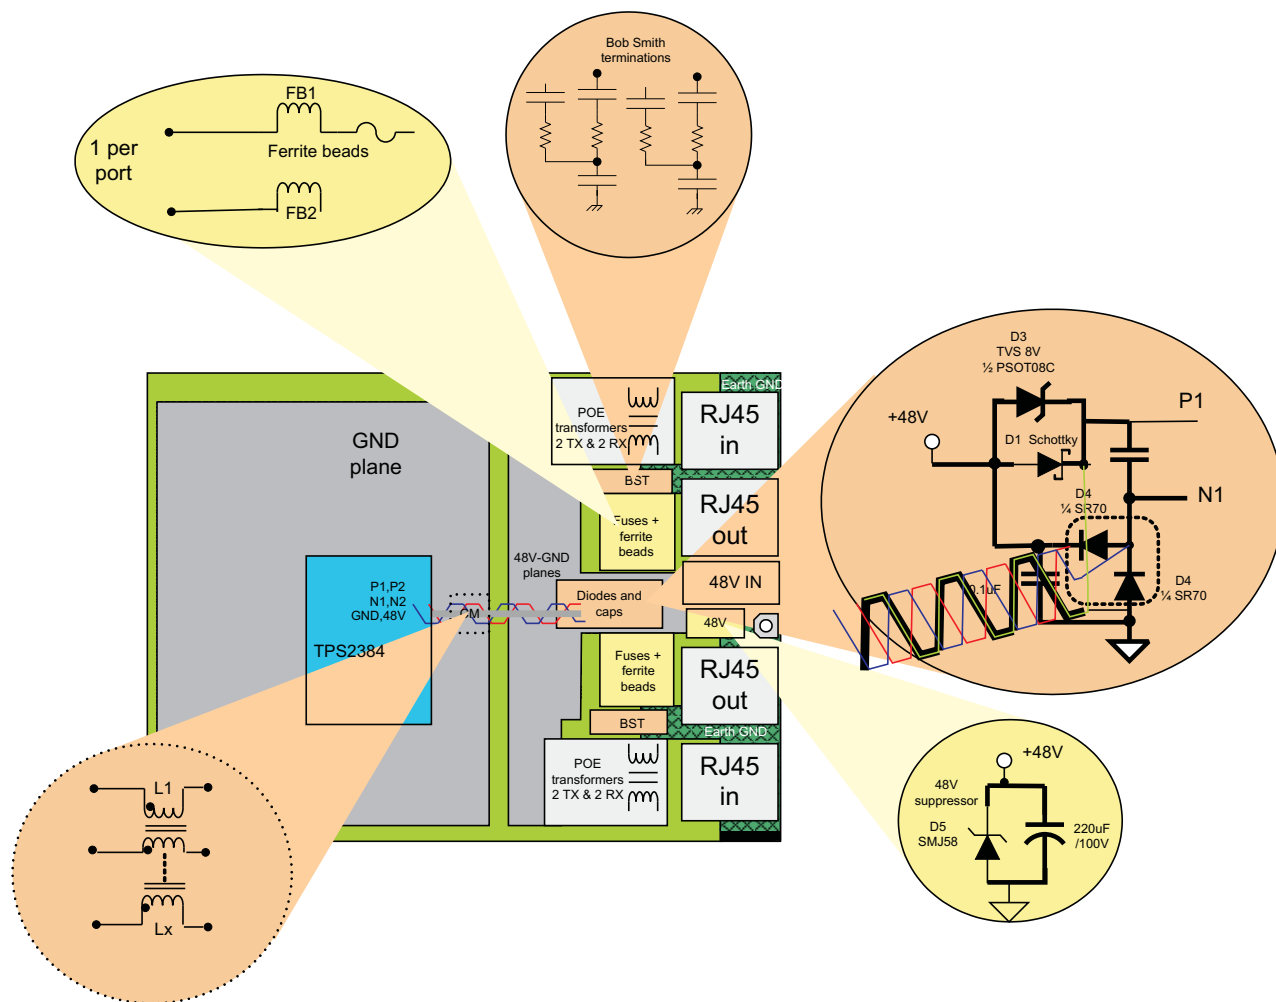 Bob Smith
terminations
FB1
Ferrite beads
1 per
port
FB2
D3
TVS 8V
½ PSOT08C
+48V
P1
D1 Schottky
N1
D4
¼ SR70
D4
¼ SR70
0.1uF
Earth GND
POE
transformers
2 TX & 2 RX
RJ45
in
GND
plane
BST
Fuses +
ferrite
beads
RJ45
out
48V-GND
planes
48V IN
Diodes and
caps
P1,P2
N1,N2
GND,48V
CM
48V
TPS2384
Fuses +
ferrite
beads
RJ45
out
BST
Earth GND
POE
transformers
2 TX & 2 RX
RJ45
in
L1
Lx
+48V
48V
suppressor
D5
SMJ58
220uF
/100V